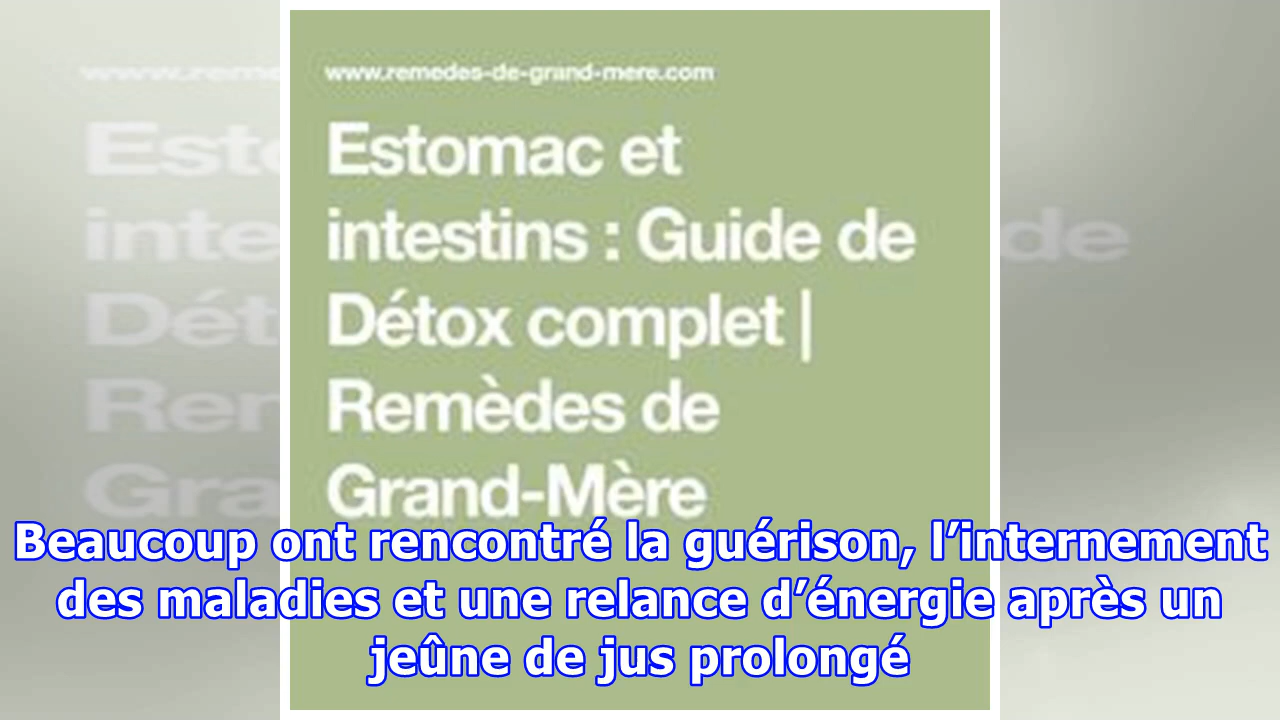 www.remedes-de-grand-mere.com
Estomac et
intestins : Guide de
Détox complet |
Remèdes de
Grand-Mère
Beaucoup ont rencontré la guérison, l’internement
des maladies et une relance d’énergie après un
jeûne de jus prolongé